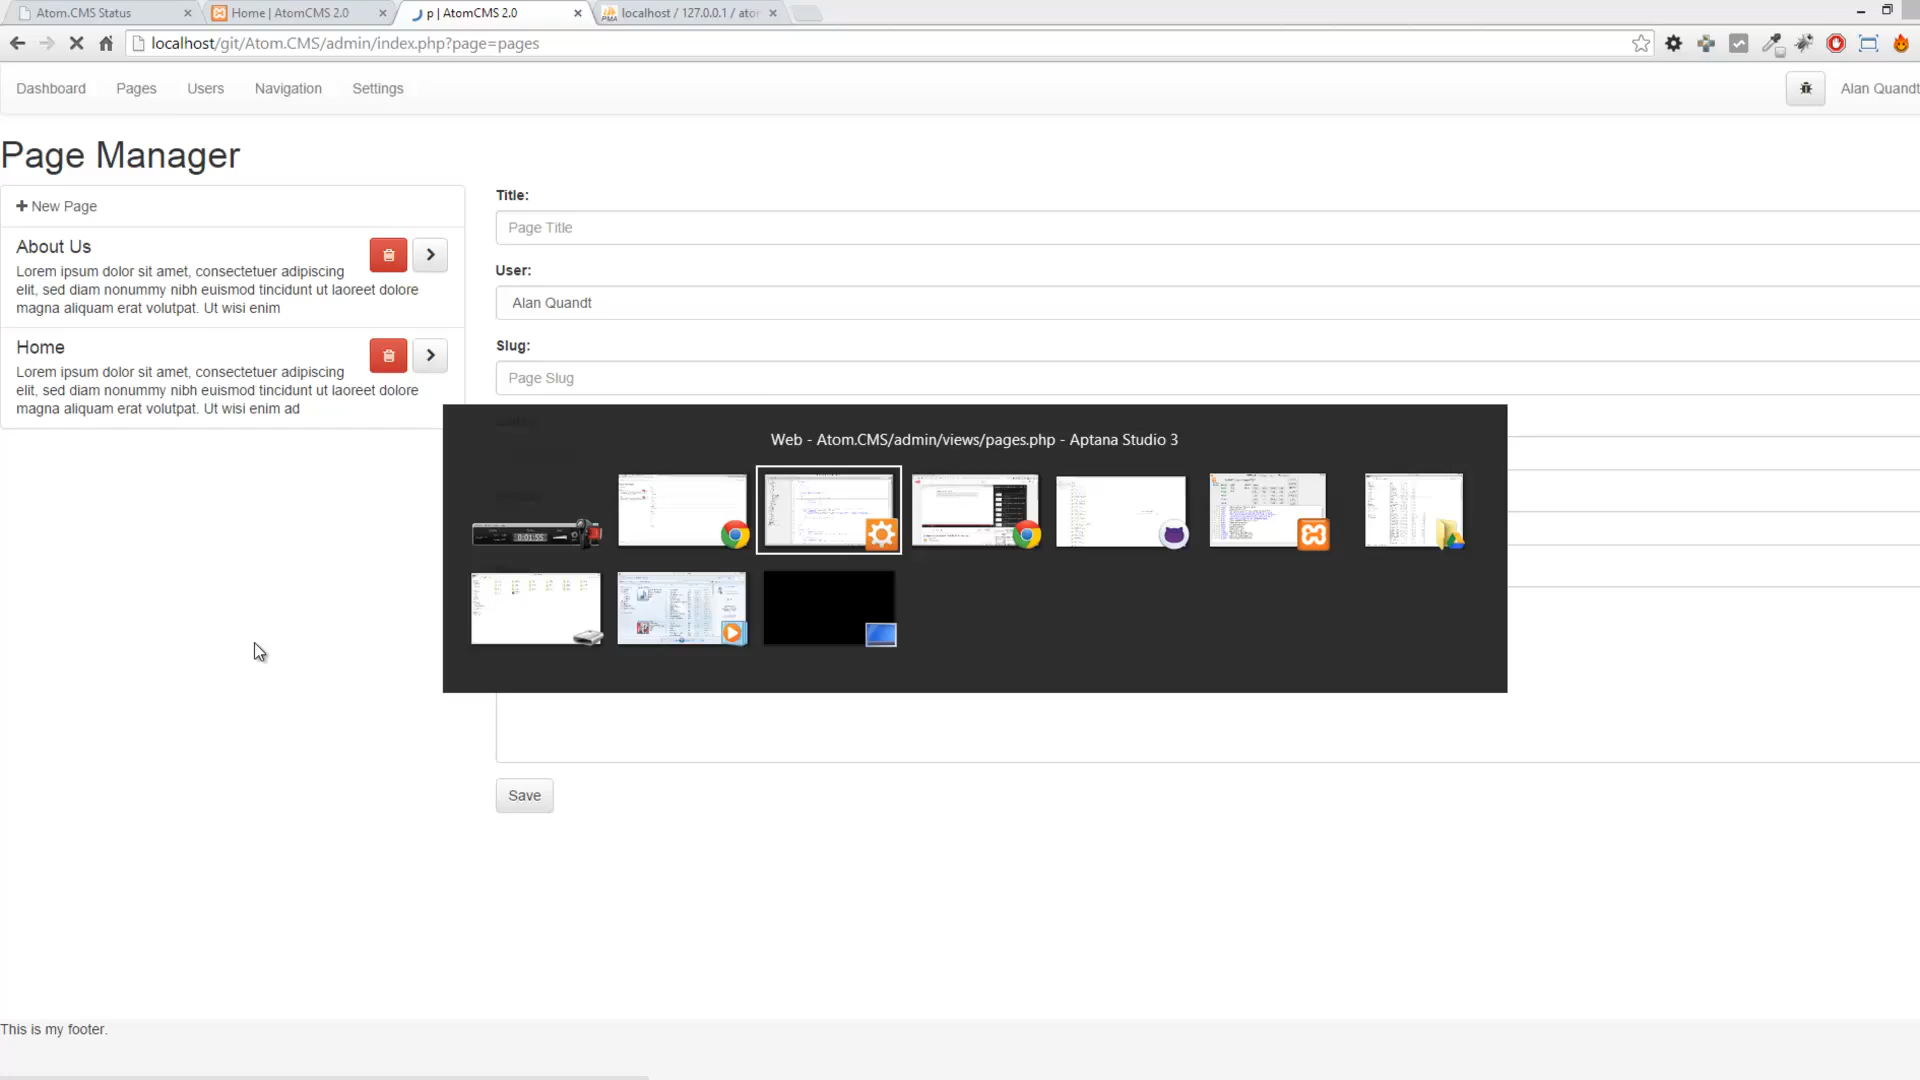 Atom.CMS Status
Home | AtomCMS 2.0
p | AtomCMS 2.0
localhost / 127.0.0.1 / ator
localhost/git/Atom.CMS/admin/index.php?page=pages
Dashboard
Pages
Users
Navigation
Settings
Alan Quandt
Page Manager
New Page
About Us
Lorem ipsum dolor sit amet, consectetuer adipiscing
elit, sed diam nonummy nibh euismod tincidunt ut laoreet dolore
magna aliquam erat volutpat. Ut wisi enim
Home
Lorem ipsum dolor sit amet, consectetuer adipiscing
elit, sed diam nonummy nibh euismod tincidunt ut laoreet dolore
magna aliquam erat volutpat. Ut wisi enim ad
Title:
Page Title
User:
Alan Quandt
Slug:
Page Slug
Web - Atom.CMS/admin/views/pages.php - Aptana Studio 3
0:01:55
Save
This is my footer.